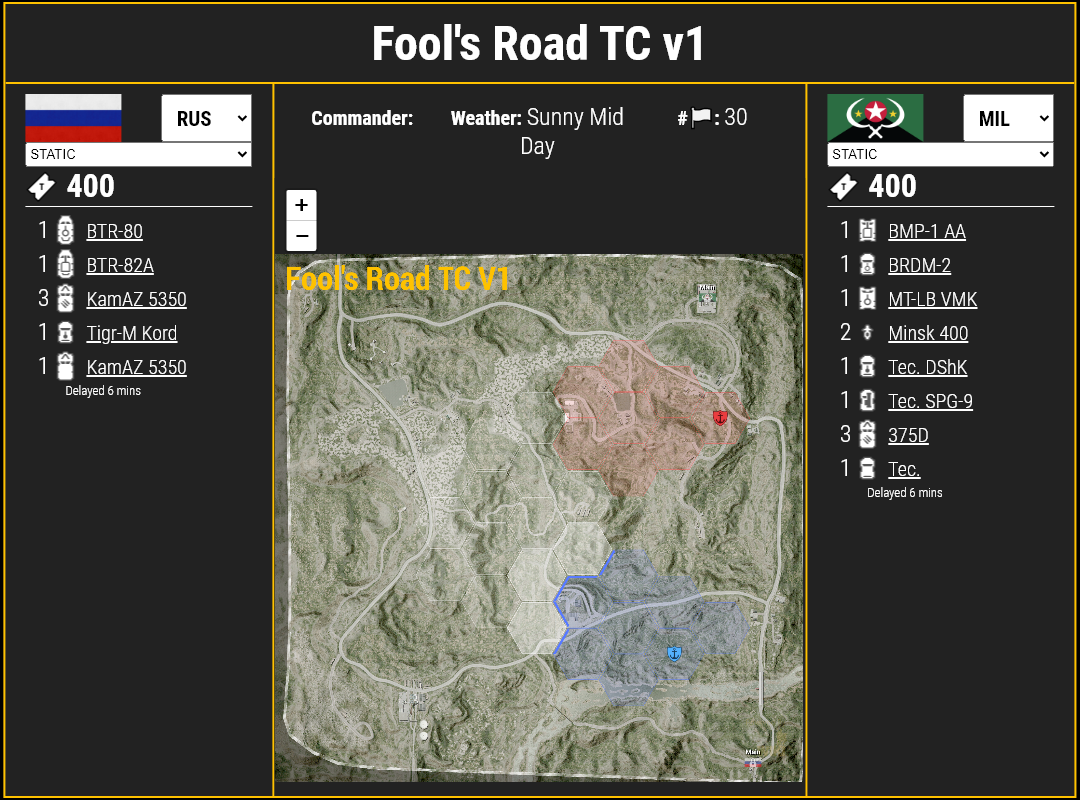 Fool's Road TC v1
RUS
STATIC
400
1 BTR-80
1 BTR-82A
3 KamAZ 5350
1 Tigr-M Kord
1 KamAZ 5350
Delayed 6 mins
Commander:
Weather: Sunny Mid
Day
#: 30
+
−
Fool's Road TC V1
Main
Main
MIL
STATIC
400
1 BMP-1 AA
1 BRDM-2
1 MT-LB VMK
2 Minsk 400
1 Tec. DShK
1 Tec. SPG-9
3 375D
1 Tec.
Delayed 6 mins